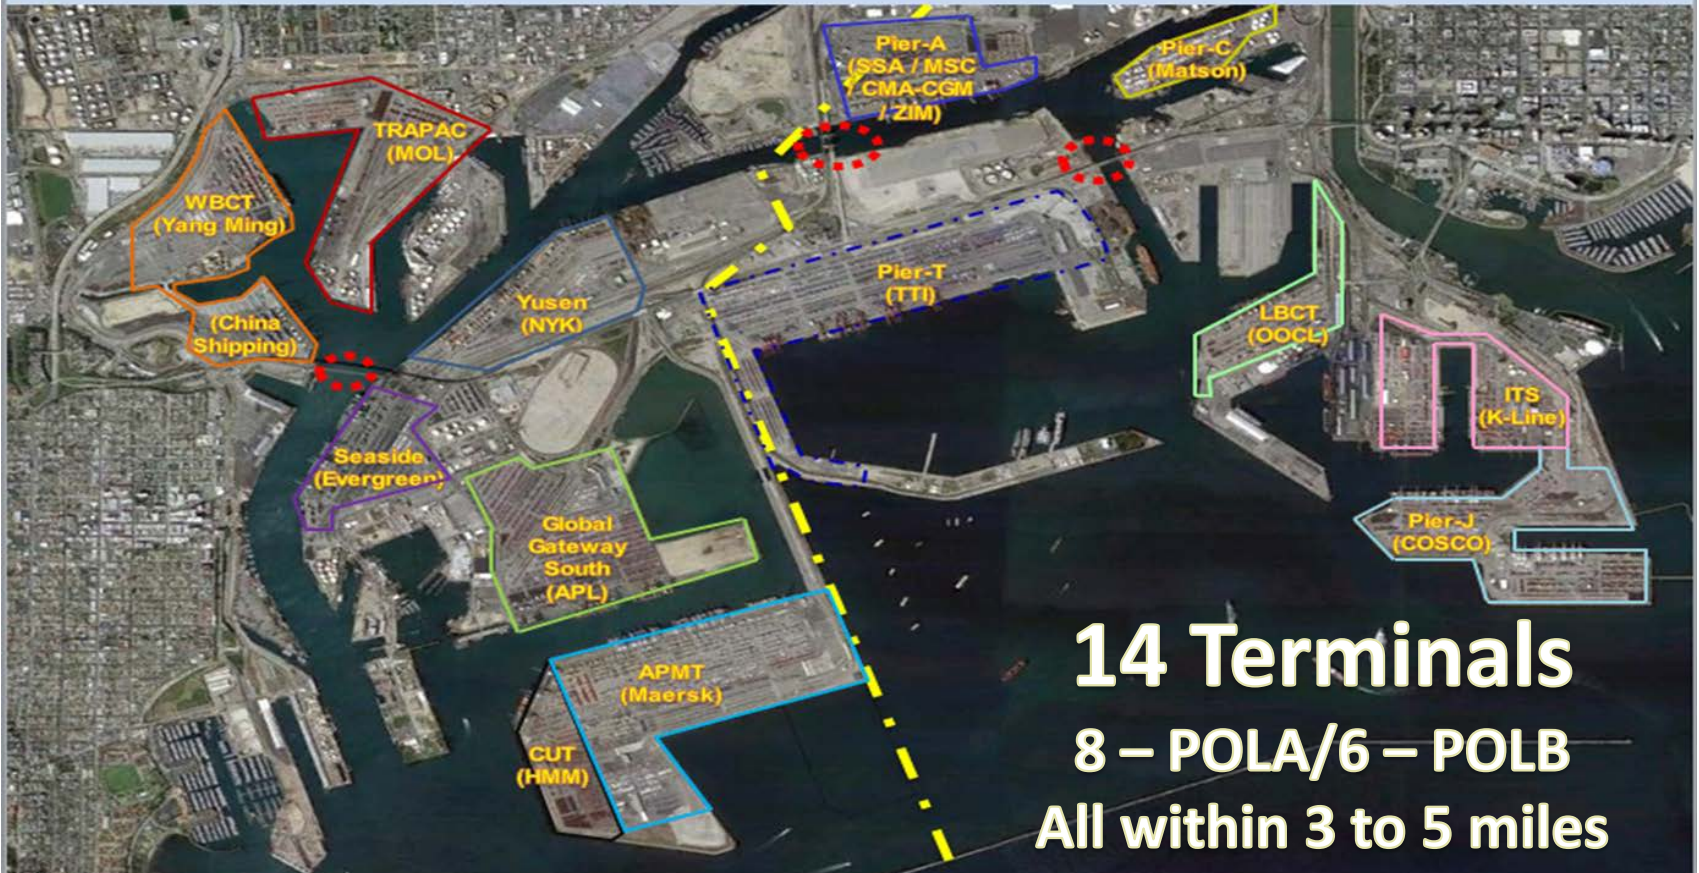 Pier-A
(SSA / MSC
/ CMA-CGM
/ ZIM)
Pier-C
(Matson)
TRAPAC
(MOL)
WBCT
(Yang Ming)
(China
Shipping)
Yusen
(NYK)
Pier-T
(TTI)
LBCT
(OOCL)
ITS
(K-Line)
Seaside
(Evergreen)
Global
Gateway
South
(APL)
Pier-J
(COSCO)
APMT
(Maersk)
CUT
(HMM)
14 Terminals
8 – POLA/6 – POLB
All within 3 to 5 miles